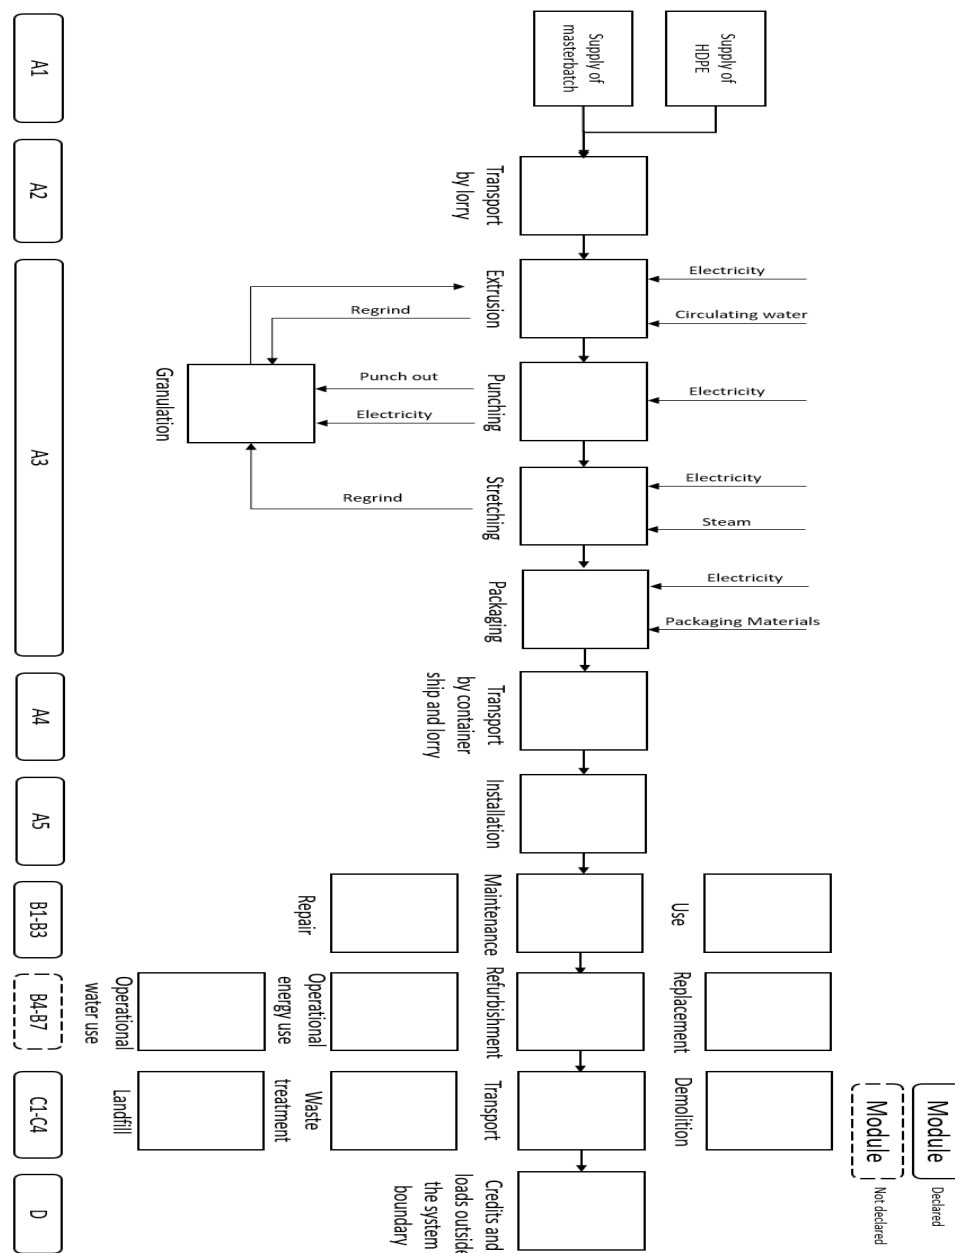 A1
A2
A3
A4
A5
B1-B3
B4-B7
C1-C4
D
Supply of
masterbatch
Supply of
HDPE
Transport
by lorry
Extrusion
Electricity
Circulating water
Regrind
Granulation
Punch out
Electricity
Punching
Electricity
Stretching
Electricity
Steam
Regrind
Packaging
Electricity
Packaging Materials
Transport
by container
ship and lorry
Installation
Use
Maintenance
Repair
Replacement
Refurbishment
Operational
energy use
Operational
water use
Demolition
Transport
Waste
treatment
Landfill
Credits and
loads outside
the system
boundary
Module
Declared
Module
Not declared